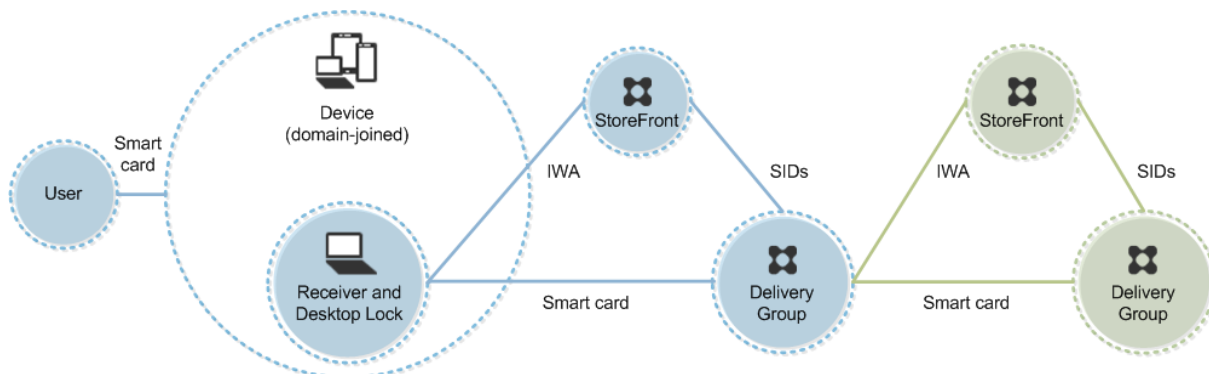 Device
(domain-joined)
Smart
card
User
Receiver and
Desktop Lock
StoreFront
IWA
SIDs
Smart card
Delivery
Group
StoreFront
IWA
SIDs
Smart card
Delivery
Group